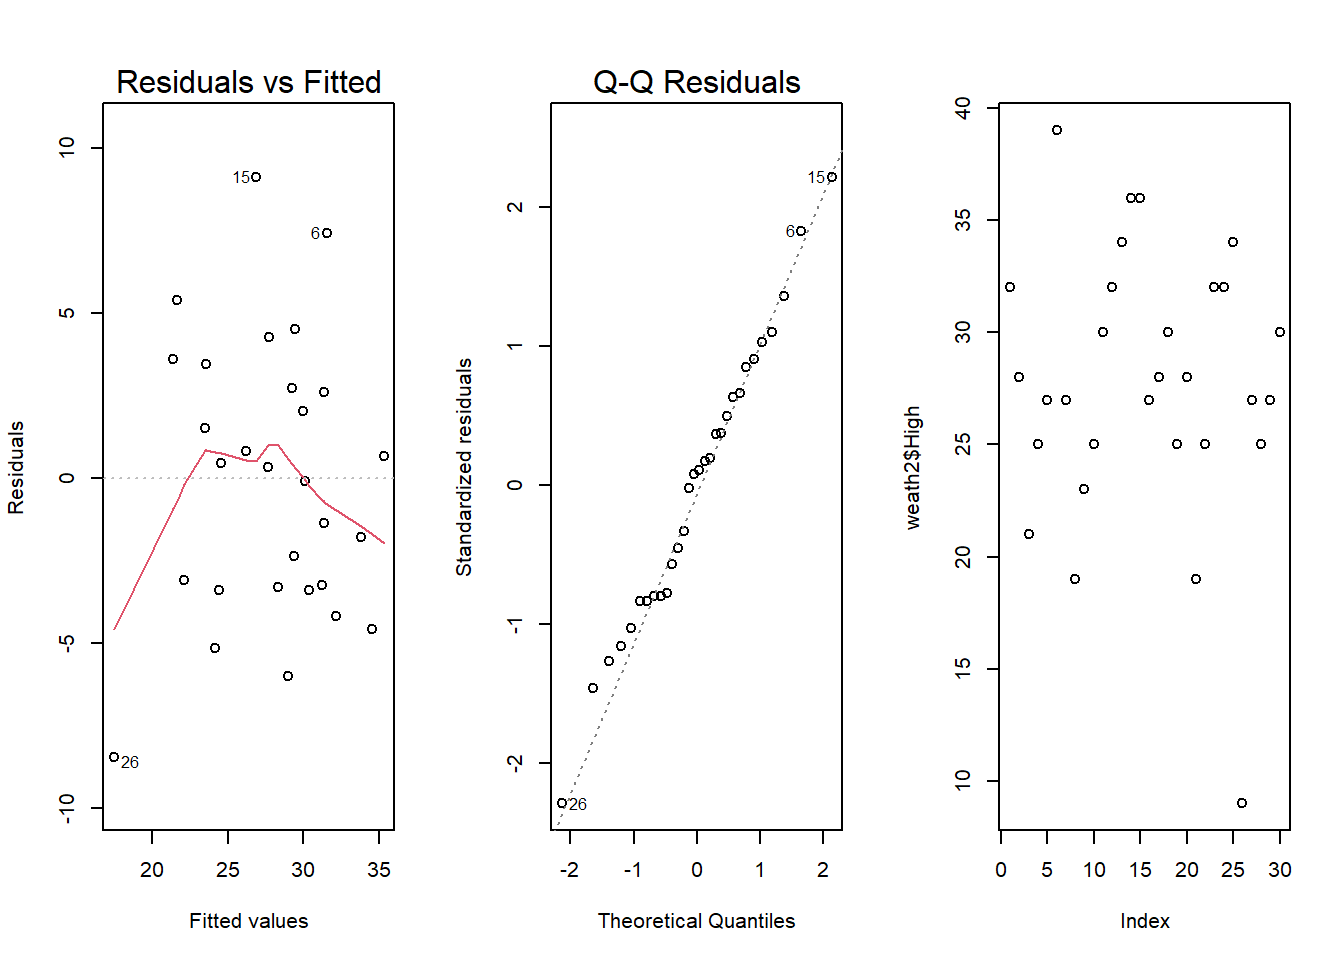 Residuals vs Fitted
Residuals
10
5
0
-5
-10
15
6
26
20 25 30 35
Fitted values
Q-Q Residuals
Standardized residuals
2
1
0
-1
-2
15
6
26
-2 -1 0 1 2
Theoretical Quantiles
weath2$High
40
35
30
25
20
15
10
0 5 10 15 20 25 30
Index